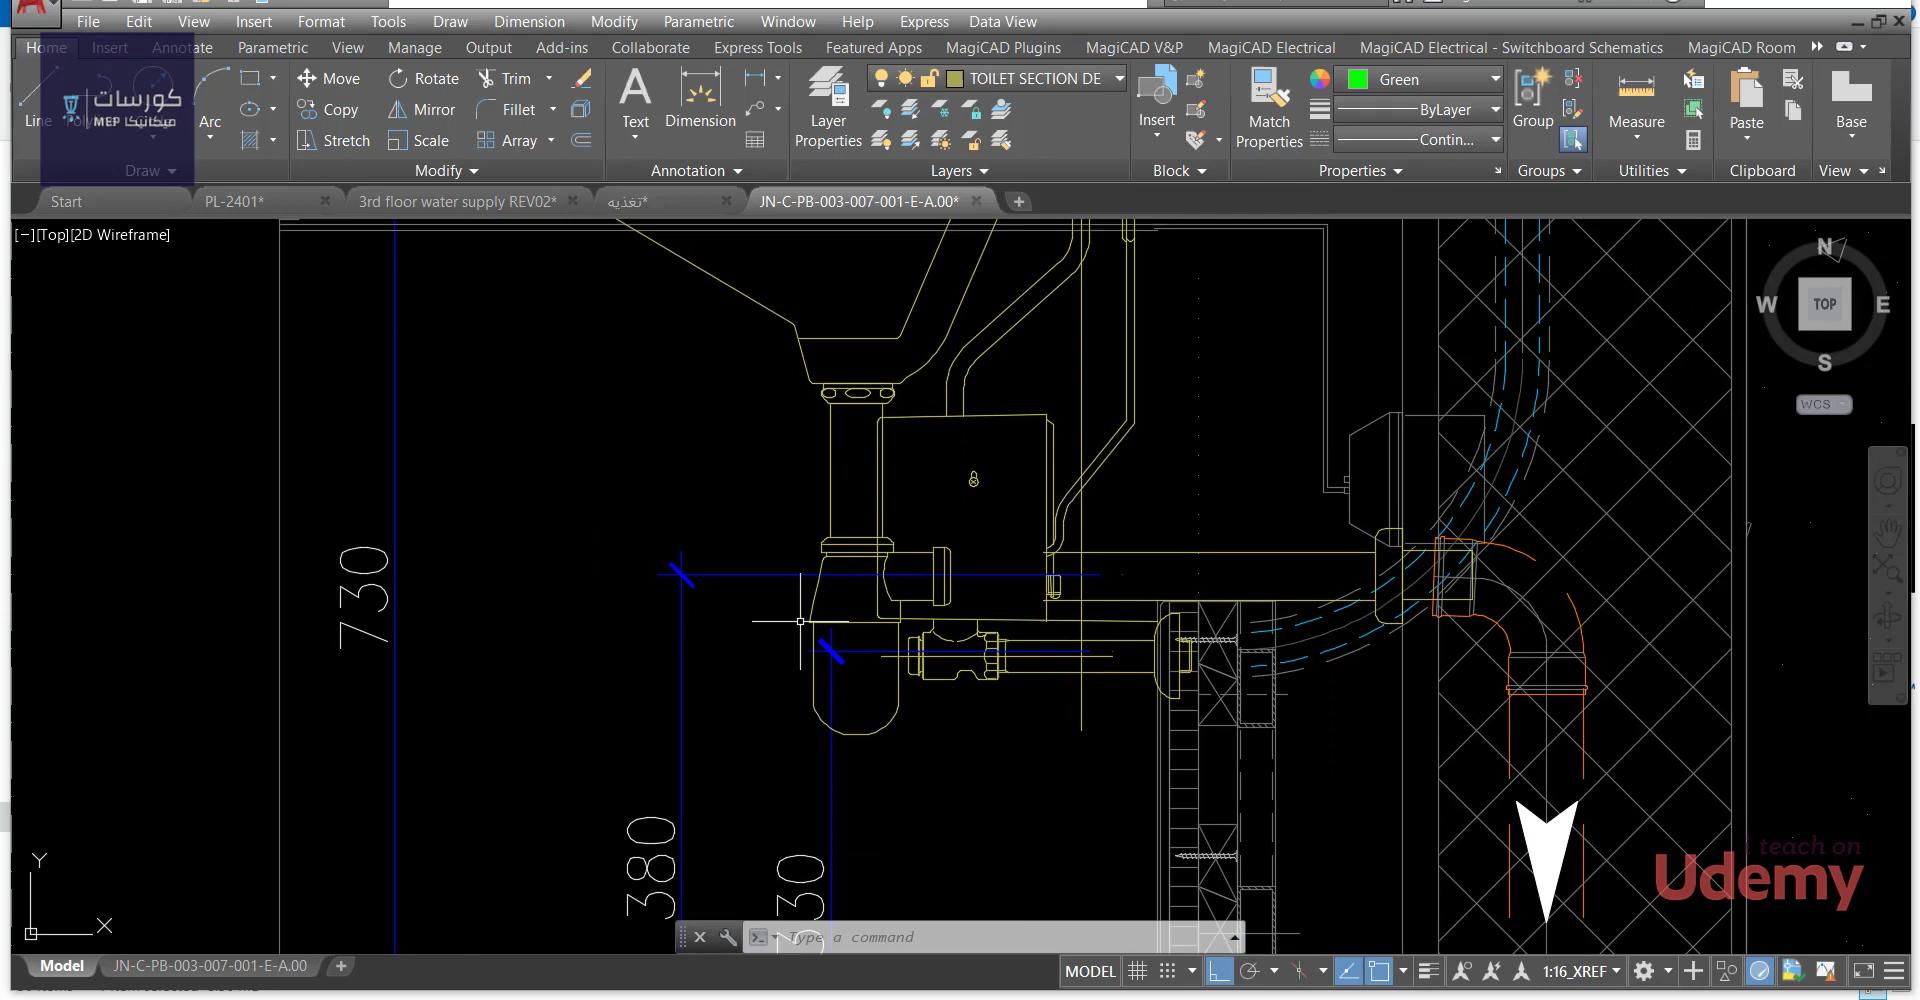 File Edit View Insert Format Tools Draw Dimension Modify Parametric Window Help Express Data View
Home Insert Annotate Parametric View Manage Output Add-ins Collaborate Express Tools Featured Apps MagiCAD Plugins MagiCAD V&P MagiCAD Electrical MagiCAD Electrical - Switchboard Schematics MagiCAD Room
Move Rotate Trim
Copy Mirror Fillet
Stretch Scale Array
Line
Arc
كورسات
ميكانيكا MEP
Text Dimension
Layer
Properties
TOILET SECTION DE
Insert
Match
Properties
Green
ByLayer
Contin...
Group
Measure
Paste
Base
Draw Modify Annotation Layers Block Properties Groups Utilities Clipboard View
Start PL-2401* 3rd floor water supply REV02* تغذيه* JN-C-PB-003-007-001-E-A.00*
[−][Top][2D Wireframe]
N
W TOP E
S
WCS
730
380
30
Y
X
i teach on
Udemy
Type a command
Model JN-C-PB-003-007-001-E-A.00
MODEL 1:16_XREF